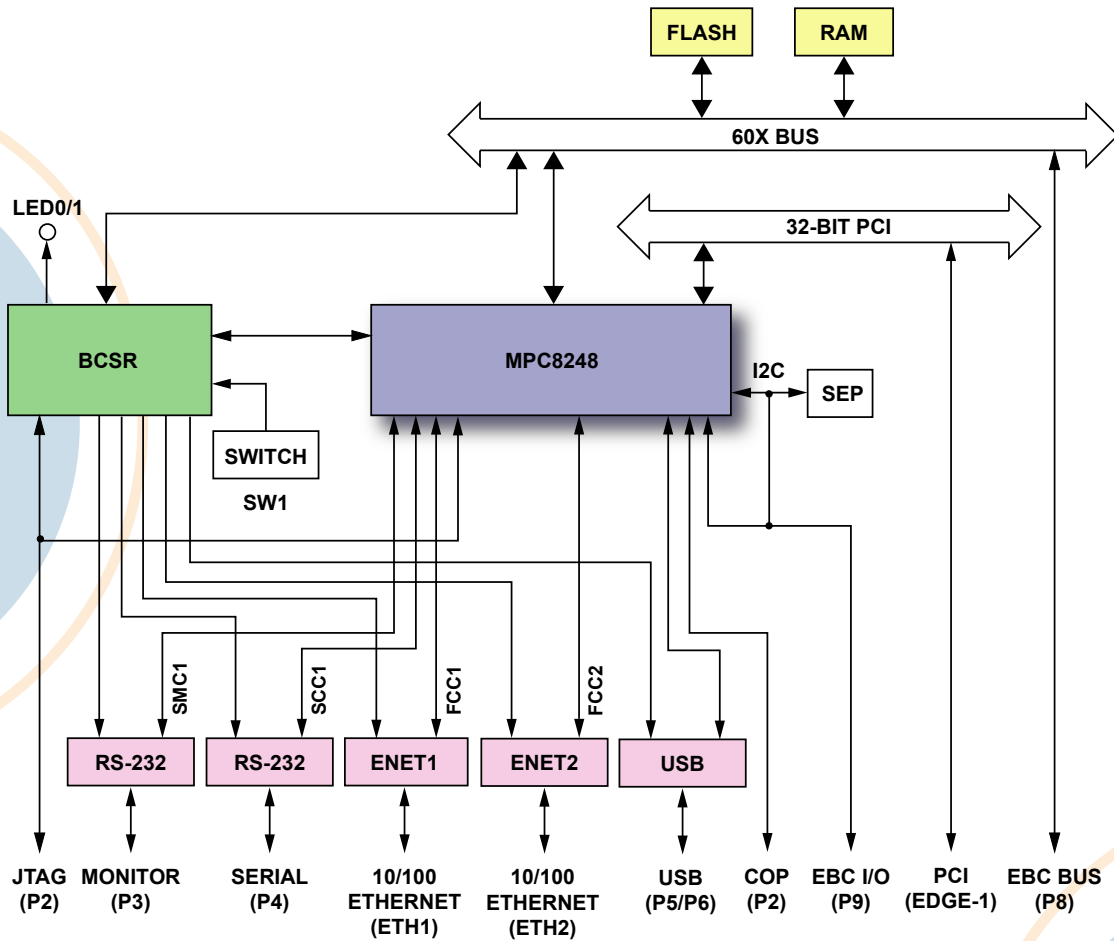 FLASH
RAM
60X BUS
LED0/1
32-BIT PCI
BCSR
MPC8248
I2C
SEP
SWITCH
SW1
SMC1
SCC1
FCC1
FCC2
RS-232
RS-232
ENET1
ENET2
USB
JTAG
(P2)
MONITOR
(P3)
SERIAL
(P4)
10/100
ETHERNET
(ETH1)
10/100
ETHERNET
(ETH2)
USB
(P5/P6)
COP
(P2)
EBC I/O
(P9)
PCI
(EDGE-1)
EBC BUS
(P8)